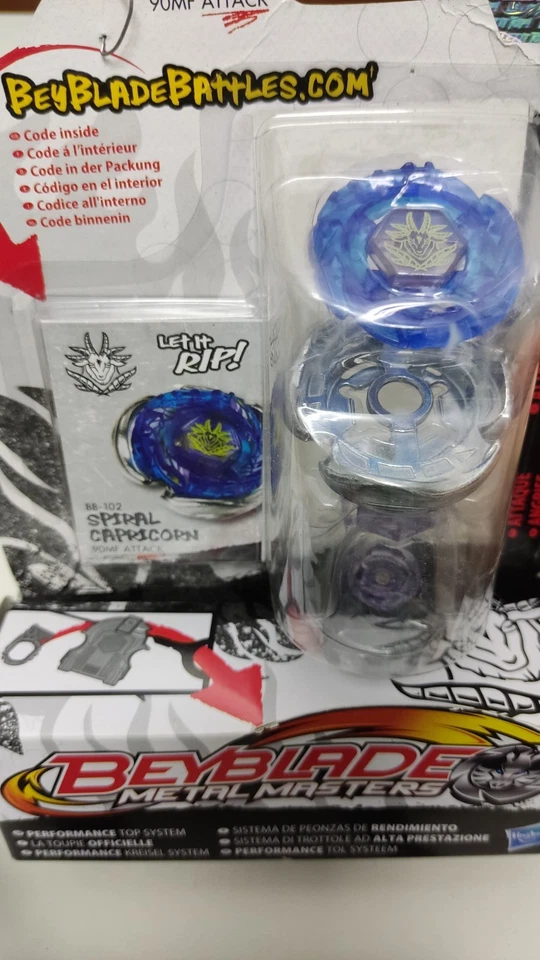 90MF ATTACK
BEYBLADEBATTLES.COM
Code inside
Code á l'intérieur
Code in der Packung
Código en el interior
Codice all'interno
Code binnenin
LET IT
RIP!
BB-102
SPIRAL
CAPRICORN
90MF ATTACK
ATTAQUE
BEYBLADE
METAL MASTERS
PERFORMANCE TOP SYSTEM
LA TOUPIE OFFICIELLE
PERFORMANCE KREISEL SYSTEM
SISTEMA DE PEONZAS DE RENDIMIENTO
SISTEMA DI TROTTOLE AD ALTA PRESTAZIONE
PERFORMANCE TOL SYSTEEM
Hasbro